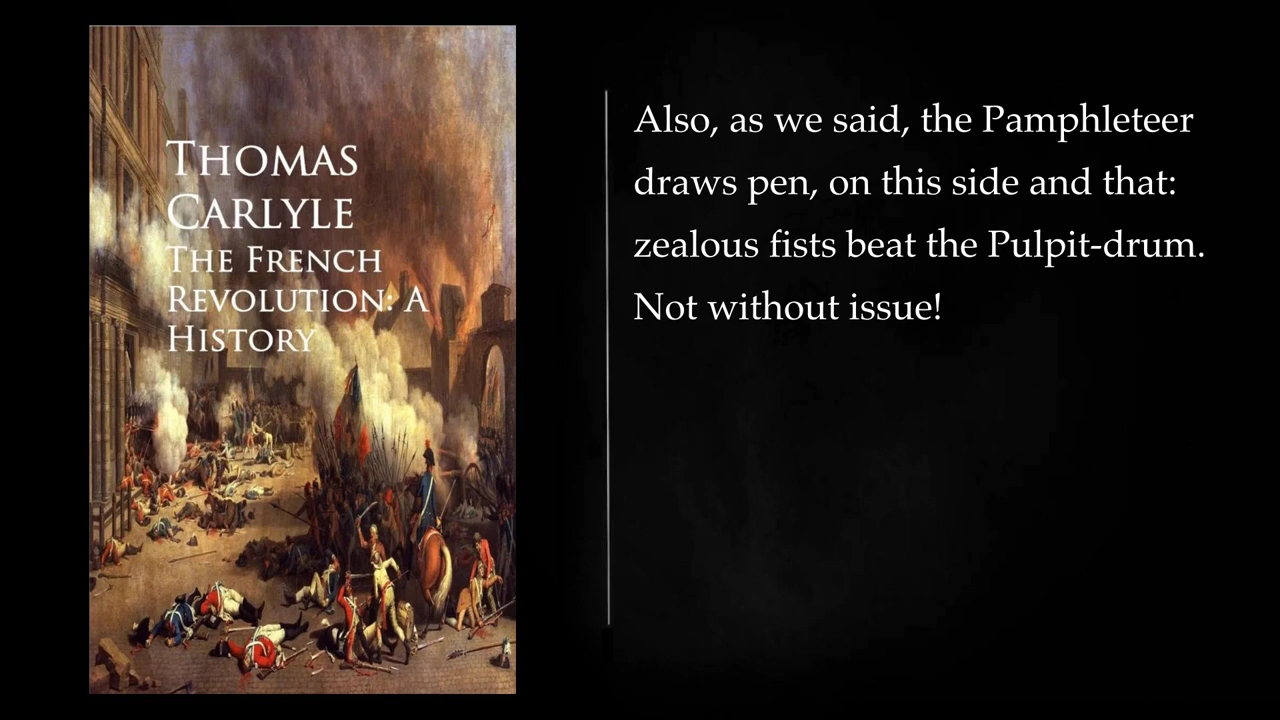 THOMAS
CARLYLE
THE FRENCH
REVOLUTION: A
HISTORY
Also, as we said, the Pamphleteer
draws pen, on this side and that:
zealous fists beat the Pulpit-drum.
Not without issue!